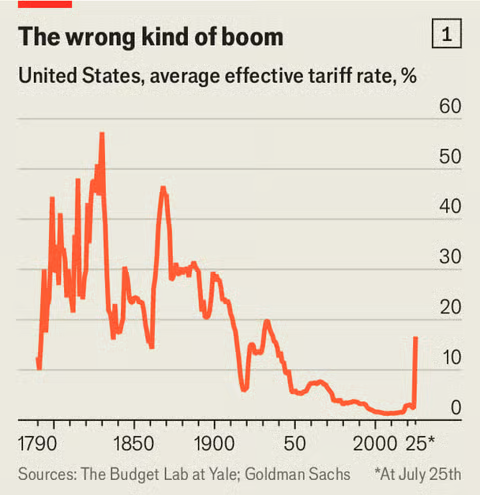 The wrong kind of boom
1
United States, average effective tariff rate, %
60
50
40
30
20
10
0
1790 1850 1900 50 2000 25*
Sources: The Budget Lab at Yale; Goldman Sachs *At July 25th